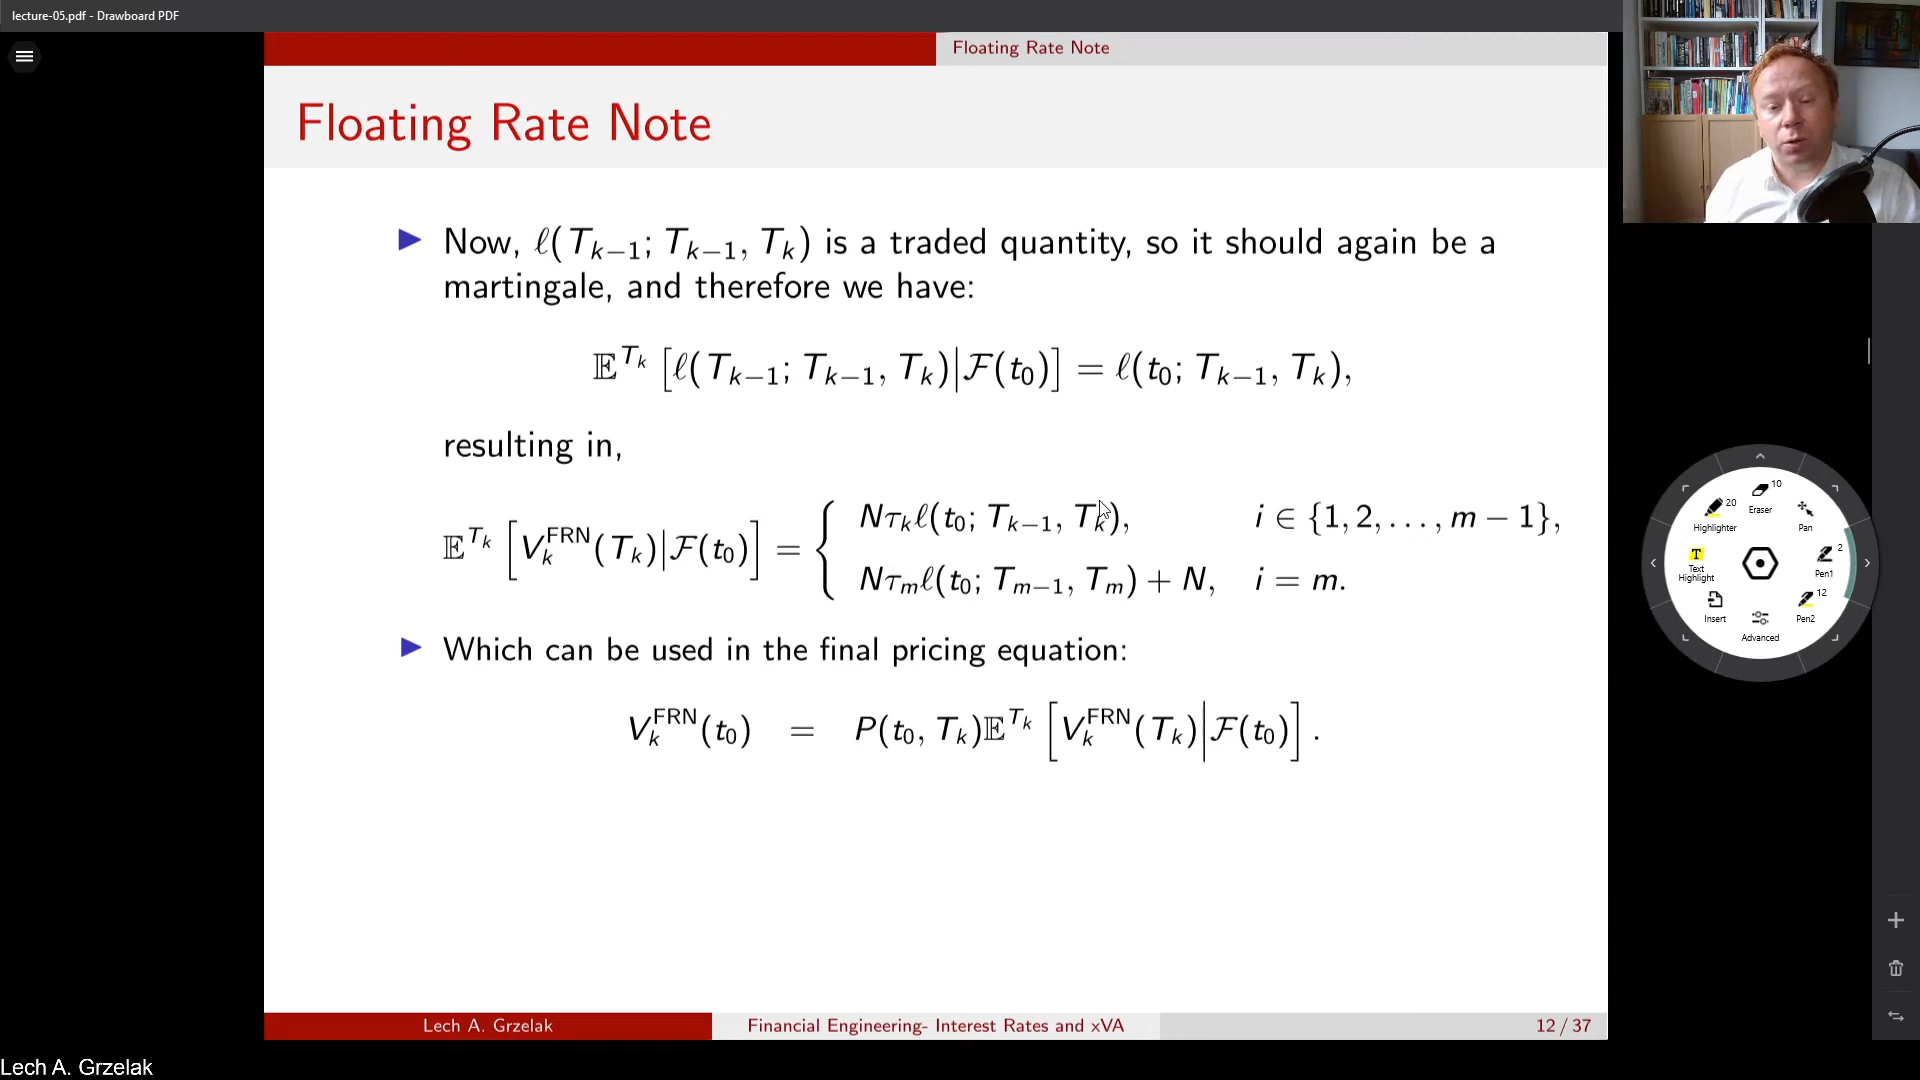 lecture-05.pdf - Drawboard PDF
Floating Rate Note
Floating Rate Note
Now, ℓ(T_{k−1}; T_{k−1}, T_k) is a traded quantity, so it should again be a
martingale, and therefore we have:
𝔼^{T_k} [ℓ(T_{k−1}; T_{k−1}, T_k)|ℱ(t_0)] = ℓ(t_0; T_{k−1}, T_k),
resulting in,
𝔼^{T_k} [V_k^{FRN}(T_k)|ℱ(t_0)] = { Nτ_kℓ(t_0; T_{k−1}, T_k), i ∈ {1, 2, . . . , m − 1},
Nτ_mℓ(t_0; T_{m−1}, T_m) + N, i = m.
Which can be used in the final pricing equation:
V_k^{FRN}(t_0) = P(t_0, T_k)𝔼^{T_k} [V_k^{FRN}(T_k)|ℱ(t_0)] .
Lech A. Grzelak
Financial Engineering- Interest Rates and xVA
12 / 37
10
Eraser
20
Highlighter
Pan
T
Text
Highlight
2
Pen1
Insert
12
Pen2
Advanced
Lech A. Grzelak